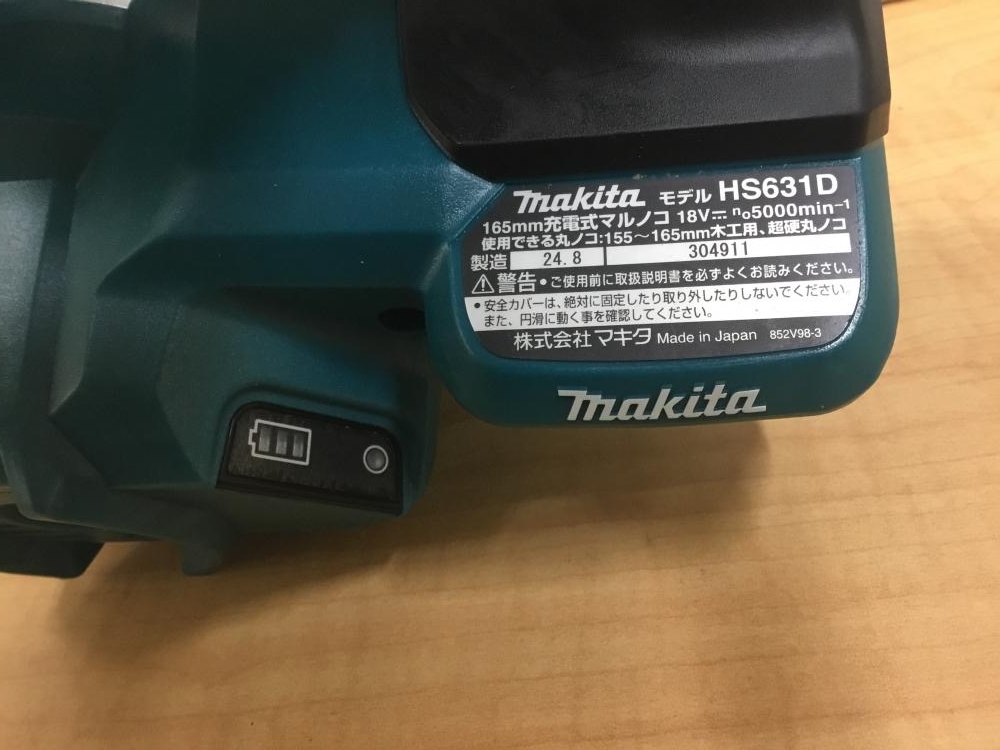 makita モデル HS631D
165mm充電式マルノコ 18V⎓ n₀5000min⁻¹
使用できる丸ノコ:155～165mm木工用、超硬丸ノコ
製造 24.8 304911
⚠警告 •ご使用前に取扱説明書を必ずよくお読みください。
•安全カバーは、絶対に固定したり取り外したりしないでください。
また、円滑に動く事を確認してください。
株式会社マキタ Made in Japan 852V98-3
makita